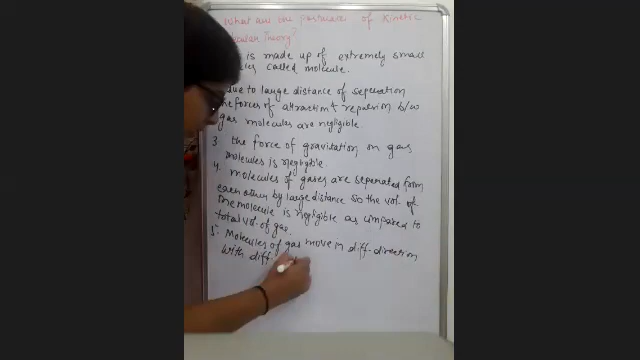 What are the postulates of Kinetic
Theory?
is made up of extremely small
called molecule.
due to large distance of seperation
forces of attraction & repulsion b/w
gas molecules are negligible
3 the force of gravitation on gas
molecules is negligible.
4. molecules of gases are separated from
each other by large distance so the vol. of
the molecule is negligible as compared to
total vol. of gas.
5. Molecules of gas move in diff. direction
with diff.